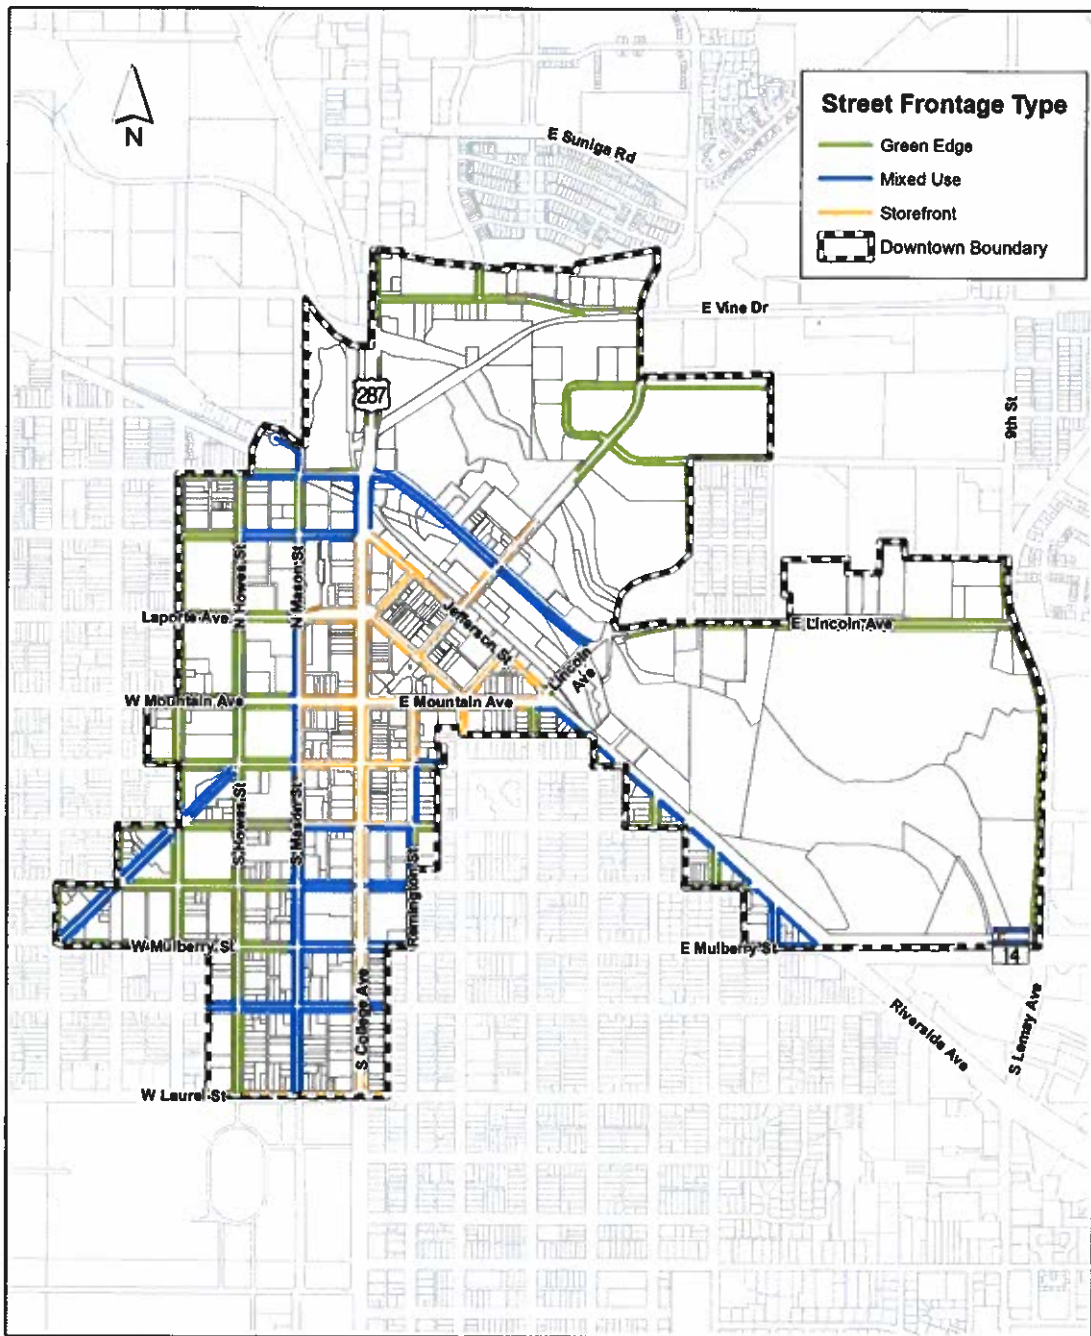 Street Frontage Type
Green Edge
Mixed Use
Storefront
Downtown Boundary
N
E Suniga Rd
E Vine Dr
287
9th St
N Howes St
N Mason St
Laporte Ave
Jefferson St
E Lincoln Ave
Lincoln
Ave
W Mountain Ave
E Mountain Ave
S Howes St
S Mason St
Remington St
W Mulberry St
E Mulberry St
14
S College Ave
Riverside Ave
S Lemay Ave
W Laurel St